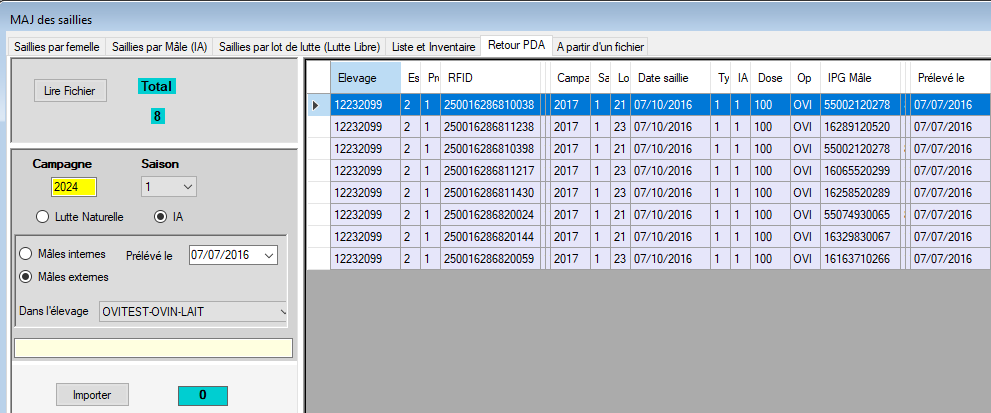 MAJ des saillies
Saillies par femelle Saillies par Mâle (IA) Saillies par lot de lutte (Lutte Libre) Liste et Inventaire Retour PDA A partir d'un fichier
Lire Fichier
Total
8
Campagne Saison
2024 1
Lutte Naturelle IA
Mâles internes Prélévé le 07/07/2016
Mâles externes
Dans l'élevage OVITEST-OVIN-LAIT
Importer 0
Elevage Es Pr RFID Campa Sa Lo Date saillie Ty IA Dose Op IPG Mâle Prélevé le
12232099 2 1 250016286810038 2017 1 21 07/10/2016 1 1 100 OVI 55002120278 07/07/2016
12232099 2 1 250016286811238 2017 1 23 07/10/2016 1 1 100 OVI 16289120520 07/07/2016
12232099 2 1 250016286810398 2017 1 21 07/10/2016 1 1 100 OVI 55002120278 07/07/2016
12232099 2 1 250016286811217 2017 1 23 07/10/2016 1 1 100 OVI 16065520299 07/07/2016
12232099 2 1 250016286811430 2017 1 23 07/10/2016 1 1 100 OVI 16258520289 07/07/2016
12232099 2 1 250016286820024 2017 1 21 07/10/2016 1 1 100 OVI 55074930065 07/07/2016
12232099 2 1 250016286820144 2017 1 21 07/10/2016 1 1 100 OVI 16329830067 07/07/2016
12232099 2 1 250016286820059 2017 1 23 07/10/2016 1 1 100 OVI 16163710266 07/07/2016